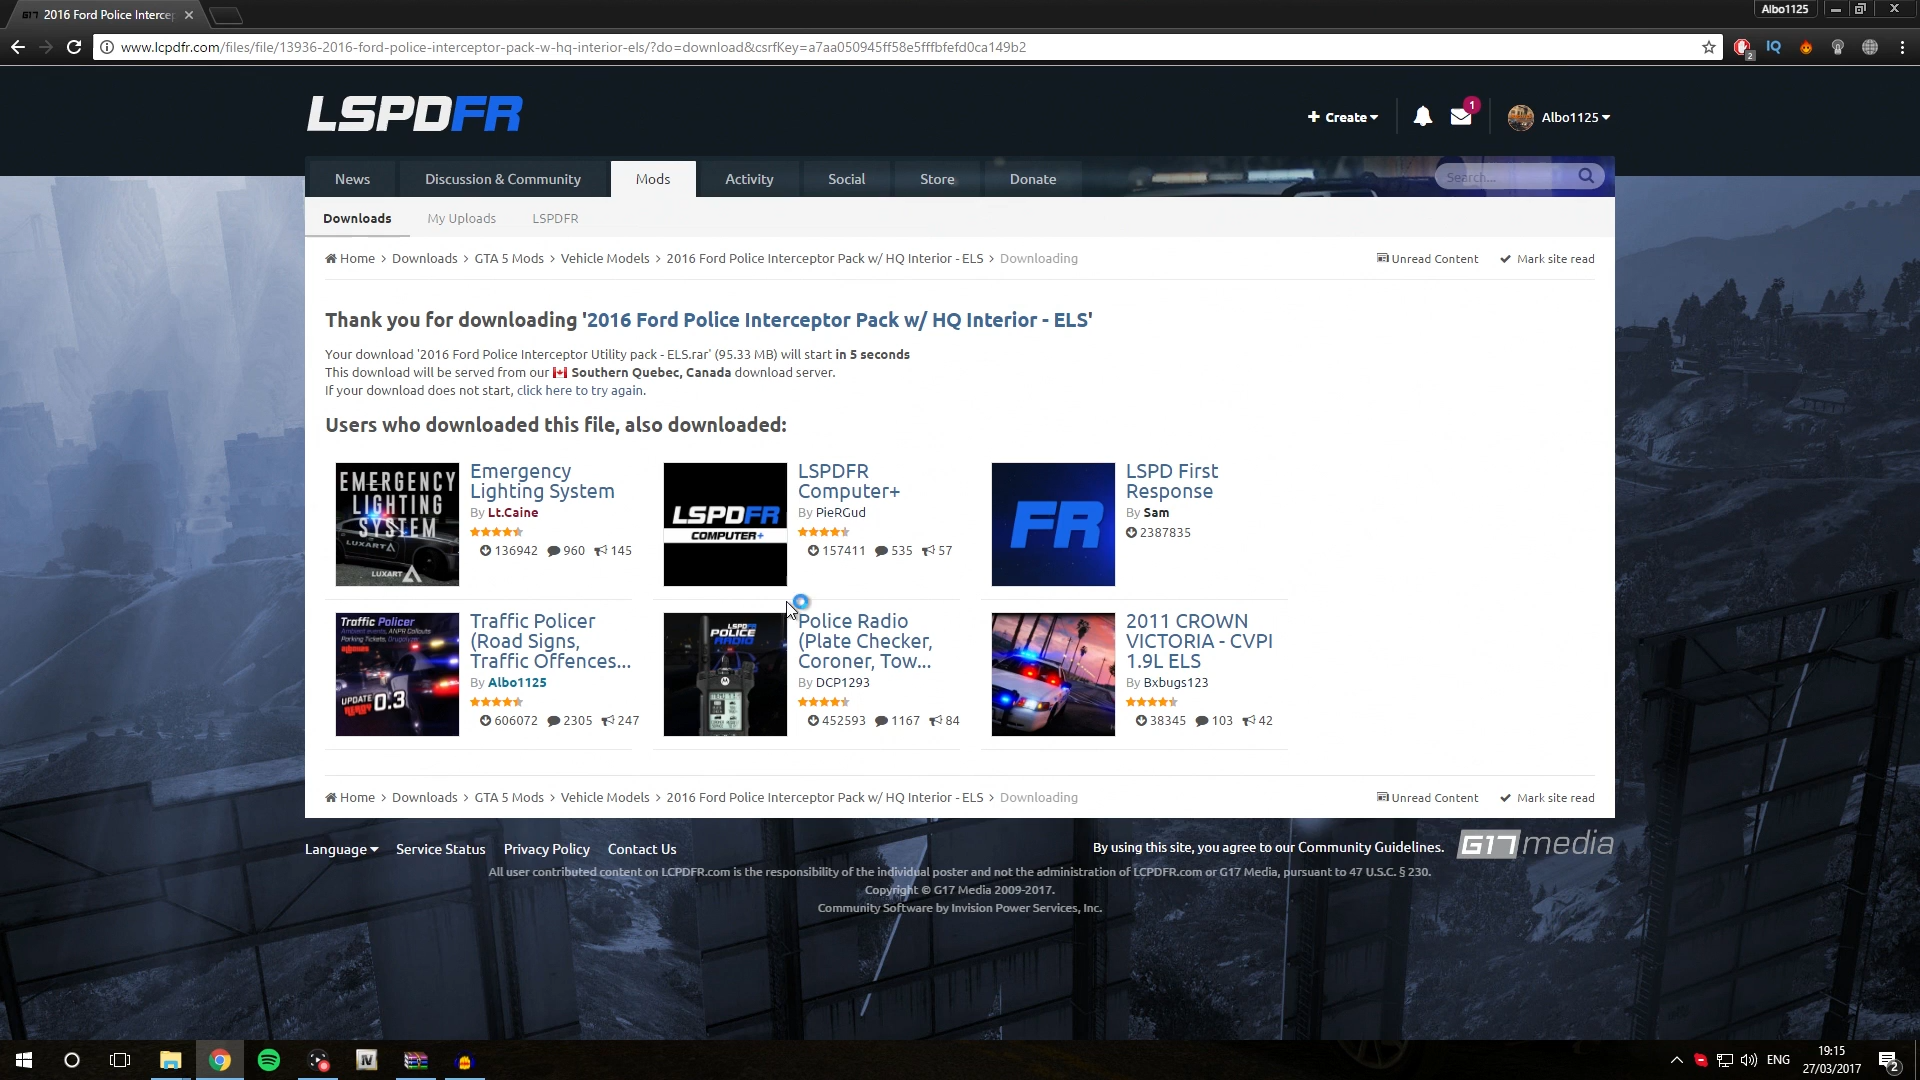 2016 Ford Police Intercep
Albo1125
www.lcpdfr.com/files/file/13936-2016-ford-police-interceptor-pack-w-hq-interior-els/?do=download&csrfKey=a7aa050945ff58e5fffbfefd0ca149b2
2
IQ
LSPDFR
Create
1
Albo1125
News
Discussion & Community
Mods
Activity
Social
Store
Donate
Search...
Downloads
My Uploads
LSPDFR
Home > Downloads > GTA 5 Mods > Vehicle Models > 2016 Ford Police Interceptor Pack w/ HQ Interior - ELS > Downloading
Unread Content
Mark site read
Thank you for downloading '2016 Ford Police Interceptor Pack w/ HQ Interior - ELS'
Your download '2016 Ford Police Interceptor Utility pack - ELS.rar' (95.33 MB) will start in 5 seconds
This download will be served from our Southern Quebec, Canada download server.
If your download does not start, click here to try again.
Users who downloaded this file, also downloaded:
EMERGENCY
LIGHTING
SYSTEM
LUXART
LUXART
Emergency
Lighting System
By Lt.Caine
136942 960 145
LSPDFR
COMPUTER+
LSPDFR
Computer+
By PieRGud
157411 535 57
FR
LSPD First
Response
By Sam
2387835
Traffic Policer
Ambient events, ANPR Callouts
Parking Tickets,
UPDATE
0.3
Traffic Policer
(Road Signs,
Traffic Offences...
By Albo1125
606072 2305 247
LSPDFR
POLICE
RADIO
Police Radio
(Plate Checker,
Coroner, Tow...
By DCP1293
452593 1167 84
2011 CROWN
VICTORIA - CVPI
1.9L ELS
By Bxbugs123
38345 103 42
Home > Downloads > GTA 5 Mods > Vehicle Models > 2016 Ford Police Interceptor Pack w/ HQ Interior - ELS > Downloading
Unread Content
Mark site read
Language
Service Status
Privacy Policy
Contact Us
By using this site, you agree to our Community Guidelines.
G17 media
All user contributed content on LCPDFR.com is the responsibility of the individual poster and not the administration of LCPDFR.com or G17 Media, pursuant to 47 U.S.C. § 230.
Copyright © G17 Media 2009-2017.
Community Software by Invision Power Services, Inc.
IV
ENG
19:15
27/03/2017
2